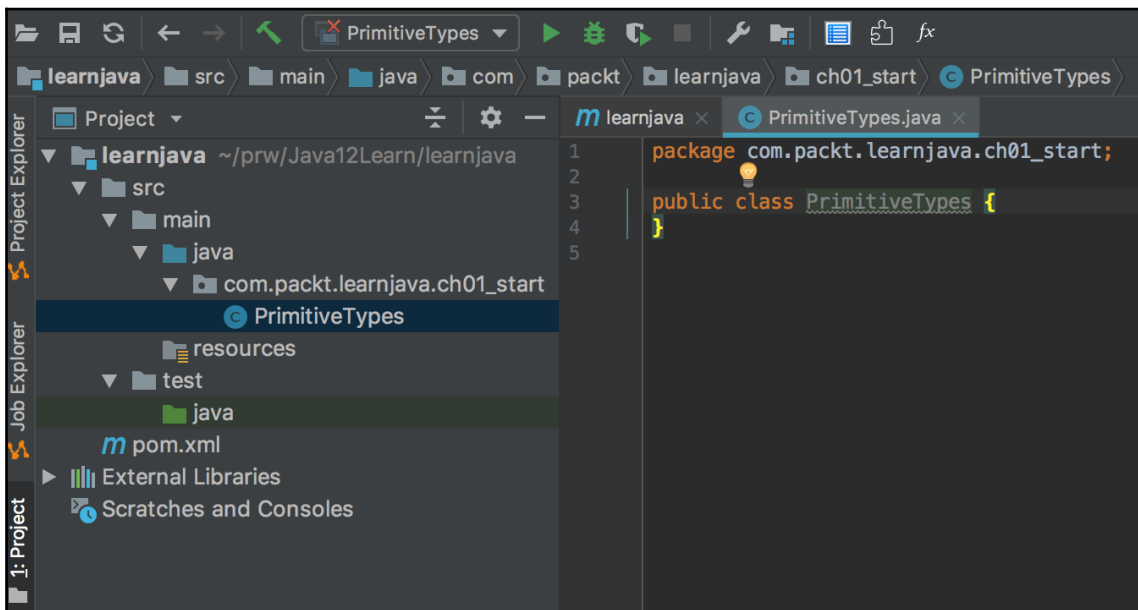 PrimitiveTypes
fx
learnjava src main java com packt learnjava ch01_start C PrimitiveTypes
Project Explorer
Job Explorer
1: Project
Project
learnjava ~/prw/Java12Learn/learnjava
src
main
java
com.packt.learnjava.ch01_start
C PrimitiveTypes
resources
test
java
m pom.xml
External Libraries
Scratches and Consoles
m learnjava C PrimitiveTypes.java
1 package com.packt.learnjava.ch01_start;
2
3 public class PrimitiveTypes {
4 }
5